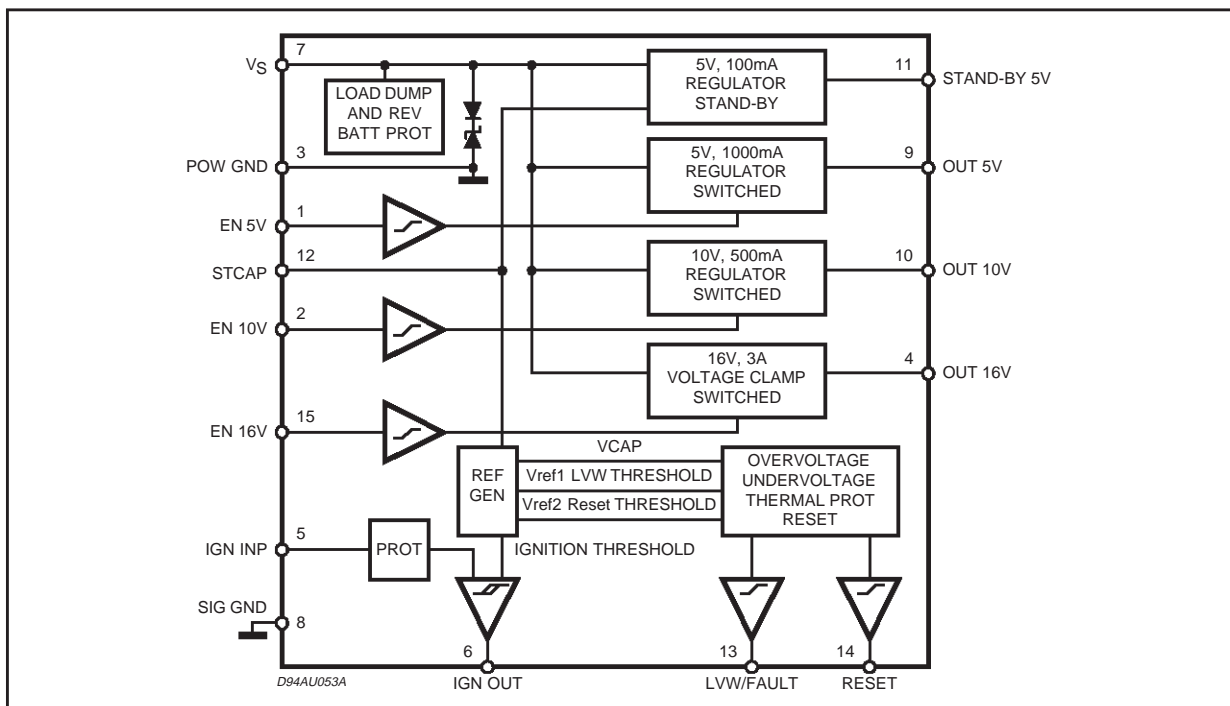 7
VS
5V, 100mA
REGULATOR
STAND-BY
11
STAND-BY 5V
LOAD DUMP
AND REV
BATT PROT
3
POW GND
5V, 1000mA
REGULATOR
SWITCHED
9
OUT 5V
1
EN 5V
12
STCAP
10V, 500mA
REGULATOR
SWITCHED
10
OUT 10V
2
EN 10V
16V, 3A
VOLTAGE CLAMP
SWITCHED
4
OUT 16V
15
EN 16V
REF
GEN
VCAP
Vref1 LVW THRESHOLD
Vref2 Reset THRESHOLD
OVERVOLTAGE
UNDERVOLTAGE
THERMAL PROT
RESET
5
IGN INP
PROT
IGNITION THRESHOLD
SIG GND
8
6
13
14
D94AU053A
IGN OUT
LVW/FAULT
RESET